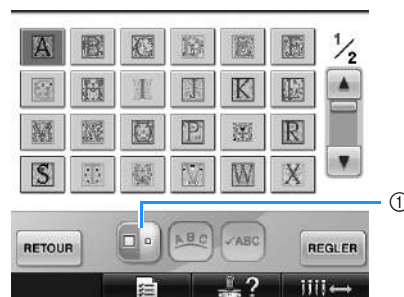 A B C E
H I J K L
M N O P R
S V W X
1/2
①
ABC
✓ABC
RETOUR
REGLER
?